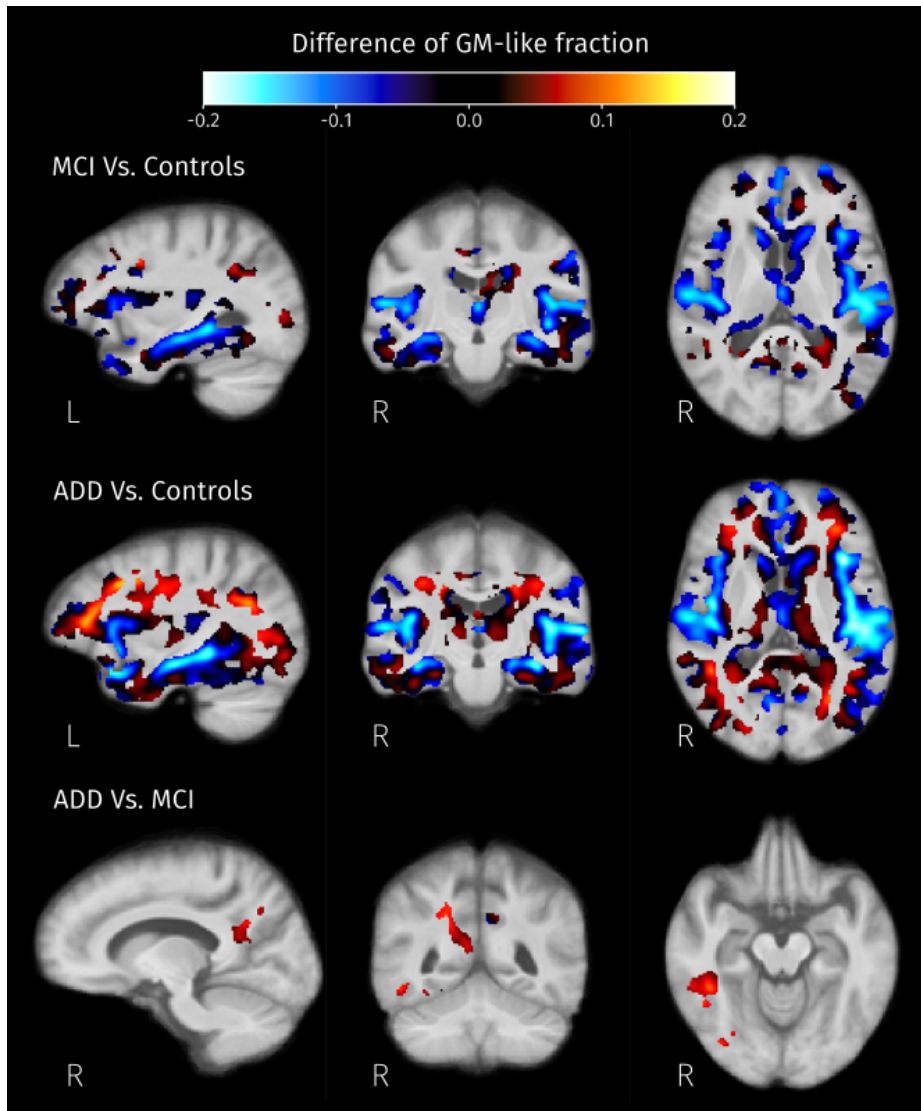 Difference of GM-like fraction
-0.2 -0.1 0.0 0.1 0.2
MCI Vs. Controls
L R R
ADD Vs. Controls
L R R
ADD Vs. MCI
R R R